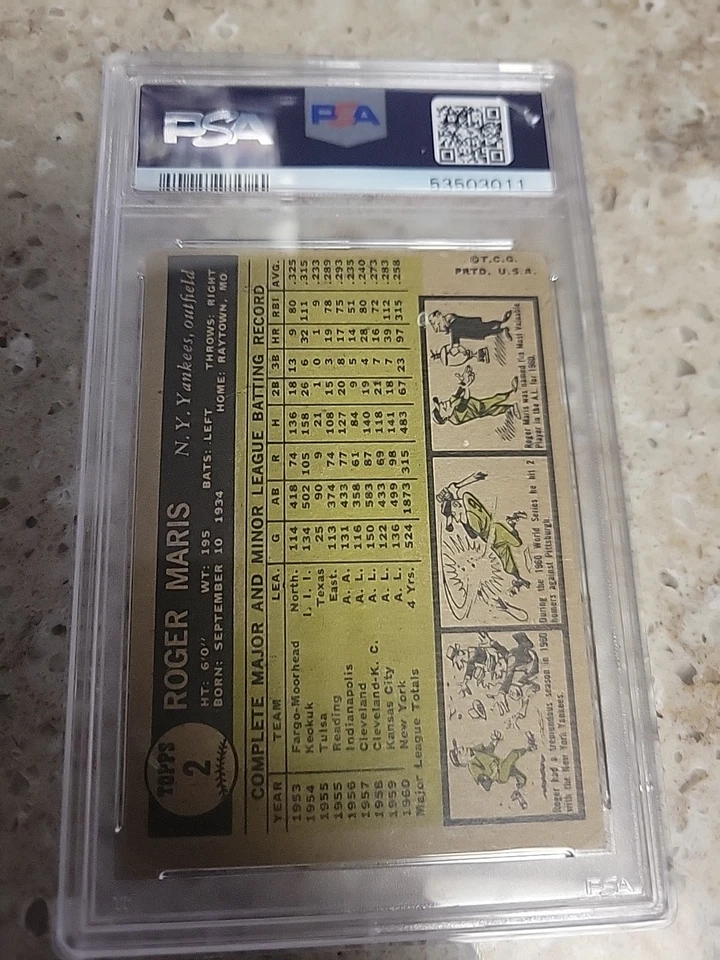 PSA
PSA
53503011
TOPPS
2
ROGER MARIS N.Y. Yankees, outfield
HT: 6'0" WT: 195 BATS: LEFT THROWS: RIGHT
BORN: SEPTEMBER 10 1934 HOME: RAYTOWN, MO
COMPLETE MAJOR AND MINOR LEAGUE BATTING RECORD
YEAR TEAM LEA. G AB R H 2B 3B HR RBI AVG.
1953 Fargo-Moorhead North. 114 418 74 136 18 13 9 80 .325
1954 Keokuk I. I. I. 134 502 105 158 26 6 32 111 .315
1955 Tulsa Texas 25 90 9 21 1 0 1 9 .233
1955 Reading East. 113 374 74 108 15 3 19 78 .289
1956 Indianapolis A. A. 131 433 77 127 20 8 17 75 .293
1957 Cleveland A. L. 116 358 61 84 9 5 14 51 .235
1958 Cleveland-K. C. A. L. 150 583 87 140 19 4 28 80 .240
1959 Kansas City A. L. 122 433 69 118 21 7 16 72 .273
1960 New York A. L. 136 499 98 141 18 7 39 112 .283
Major League Totals 4 Yrs. 524 1873 315 483 67 23 97 315 .258
Roger had a tremendous season in 1960
with the New York Yankees.
During the 1960 World Series he hit 2
homers against Pittsburgh.
Roger Maris was named the Most Valuable
Player in the A.L. for 1960.
©T.C.G.
PRTD. U.S.A.
PSA